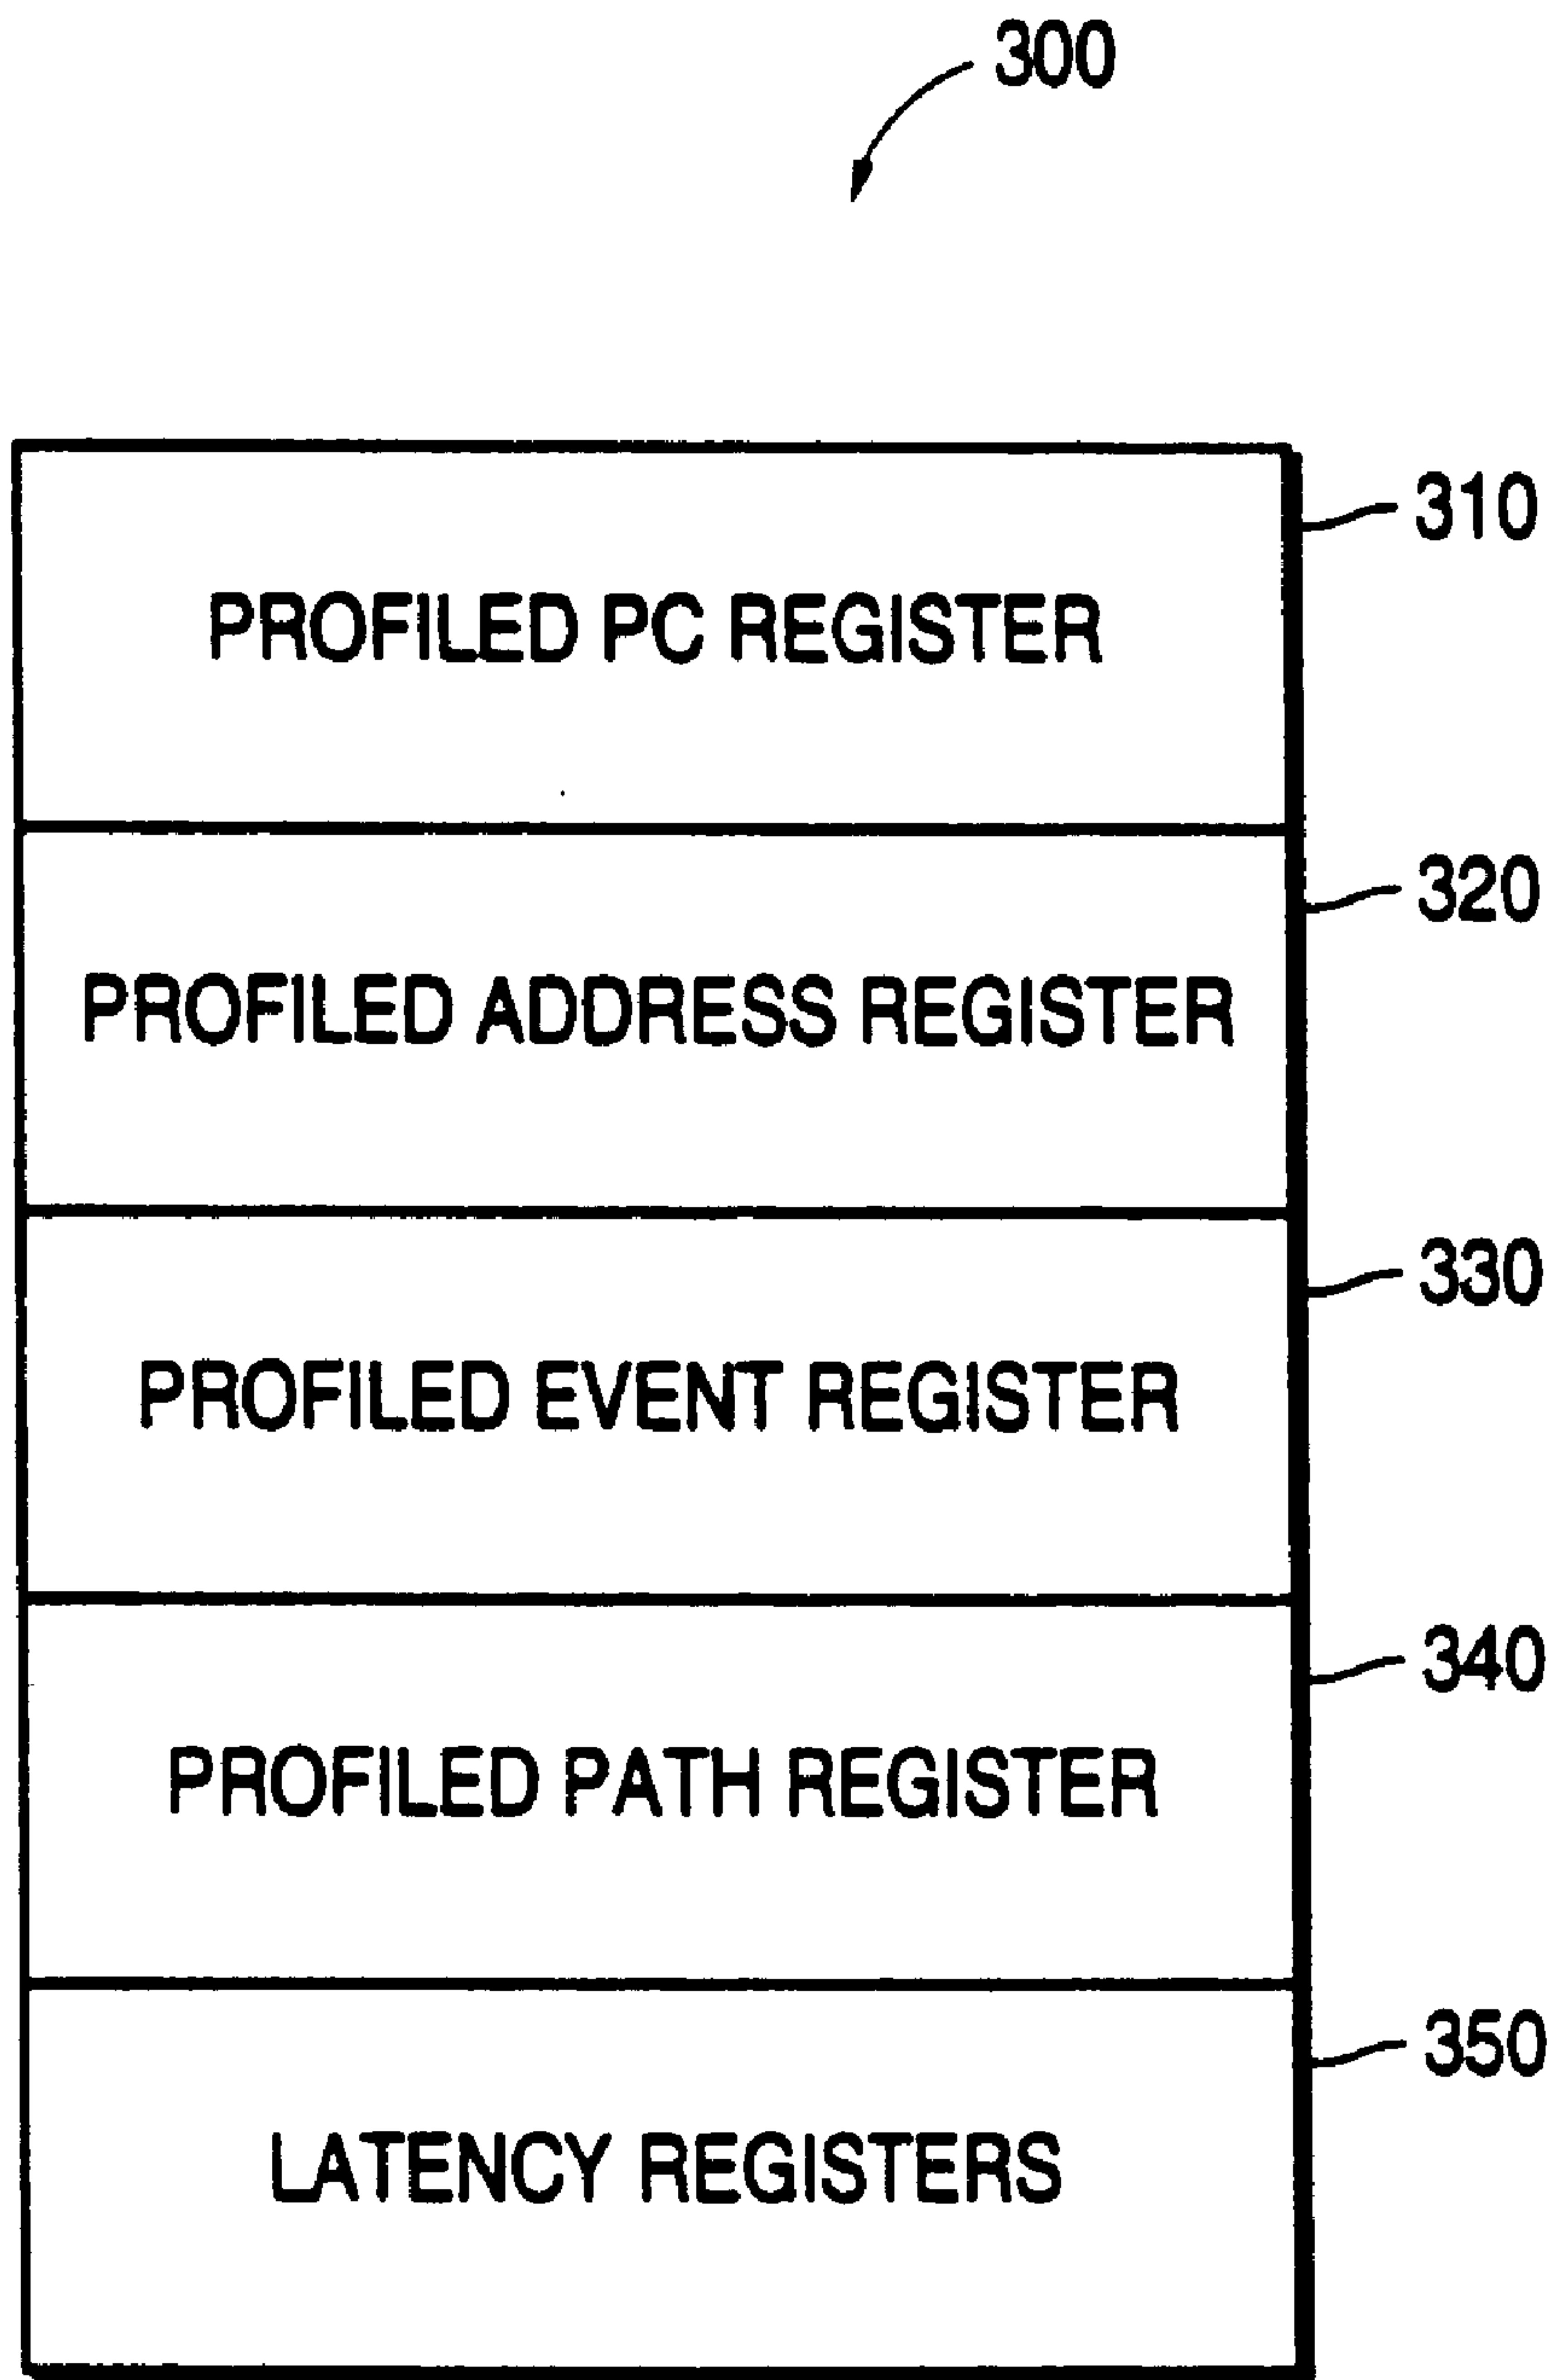 300
310
PROFILED PC REGISTER
320
PROFILED ADDRESS REGISTER
330
PROFILED EVENT REGISTER
340
PROFILED PATH REGISTER
350
LATENCY REGISTERS